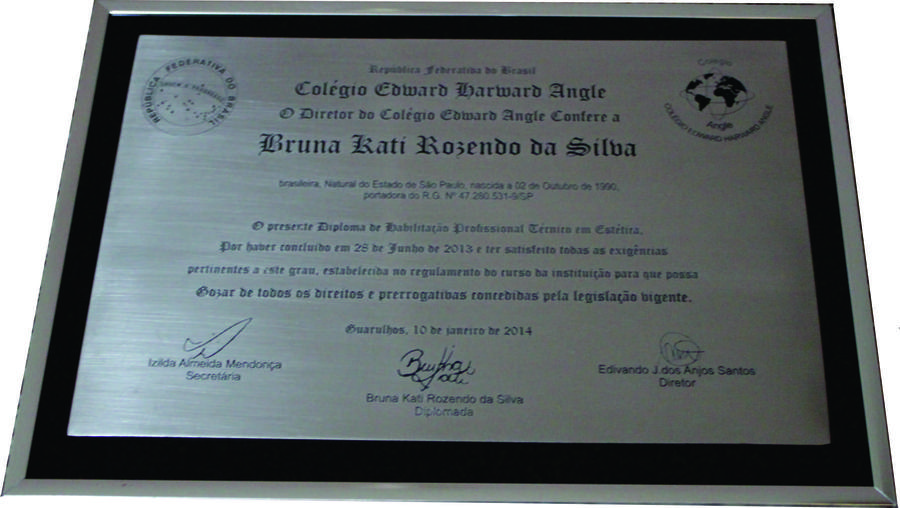 República Federativa do Brasil
Colégio Edward Harward Angle
O Diretor do Colégio Edward Angle Confere a
Bruna Kati Rozendo da Silva
brasileira, Natural do Estado de São Paulo, nascida a 02 de Outubro de 1990,
portadora do R.G. Nº 47.280.531-9/SP
O presente Diploma de Habilitação Profissional Técnico em Estética,
Por haver concluído em 28 de Junho de 2013 e ter satisfeito todas as exigências
pertinentes a este grau, estabelecida no regulamento do curso da instituição para que possa
Gozar de todos os direitos e prerrogativas concedidas pela legislação vigente.
Guarulhos, 10 de janeiro de 2014
Izilda Almeida Mendonça
Secretária
Bruna Kati Rozendo da Silva
Diplomada
Edivando J.dos Anjos Santos
Diretor
REPÚBLICA FEDERATIVA DO BRASIL
ORDEM E PROGRESSO
Colégio
Angle
COLÉGIO EDWARD HARWARD ANGLE